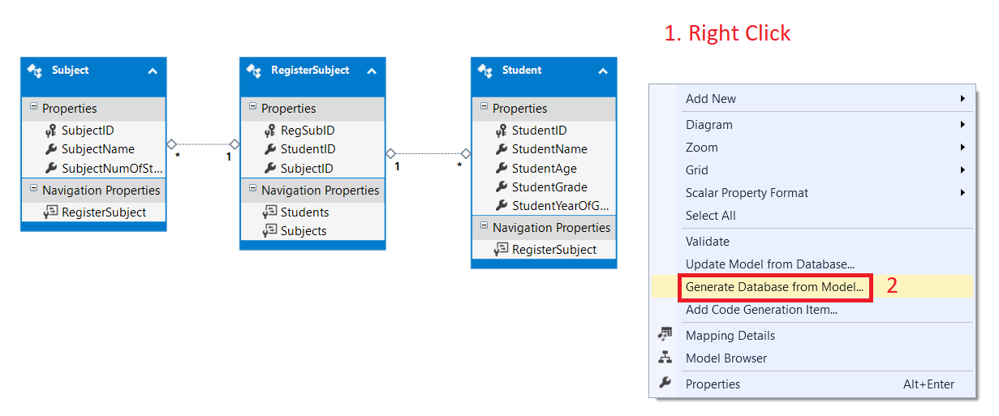 1. Right Click
Subject
Properties
SubjectID
SubjectName
SubjectNumOfSt...
Navigation Properties
RegisterSubject
*
1
RegisterSubject
Properties
RegSubID
StudentID
SubjectID
Navigation Properties
Students
Subjects
1
*
Student
Properties
StudentID
StudentName
StudentAge
StudentGrade
StudentYearOfG...
Navigation Properties
RegisterSubject
Add New
Diagram
Zoom
Grid
Scalar Property Format
Select All
Validate
Update Model from Database...
Generate Database from Model...
2
Add Code Generation Item...
Mapping Details
Model Browser
Properties Alt+Enter